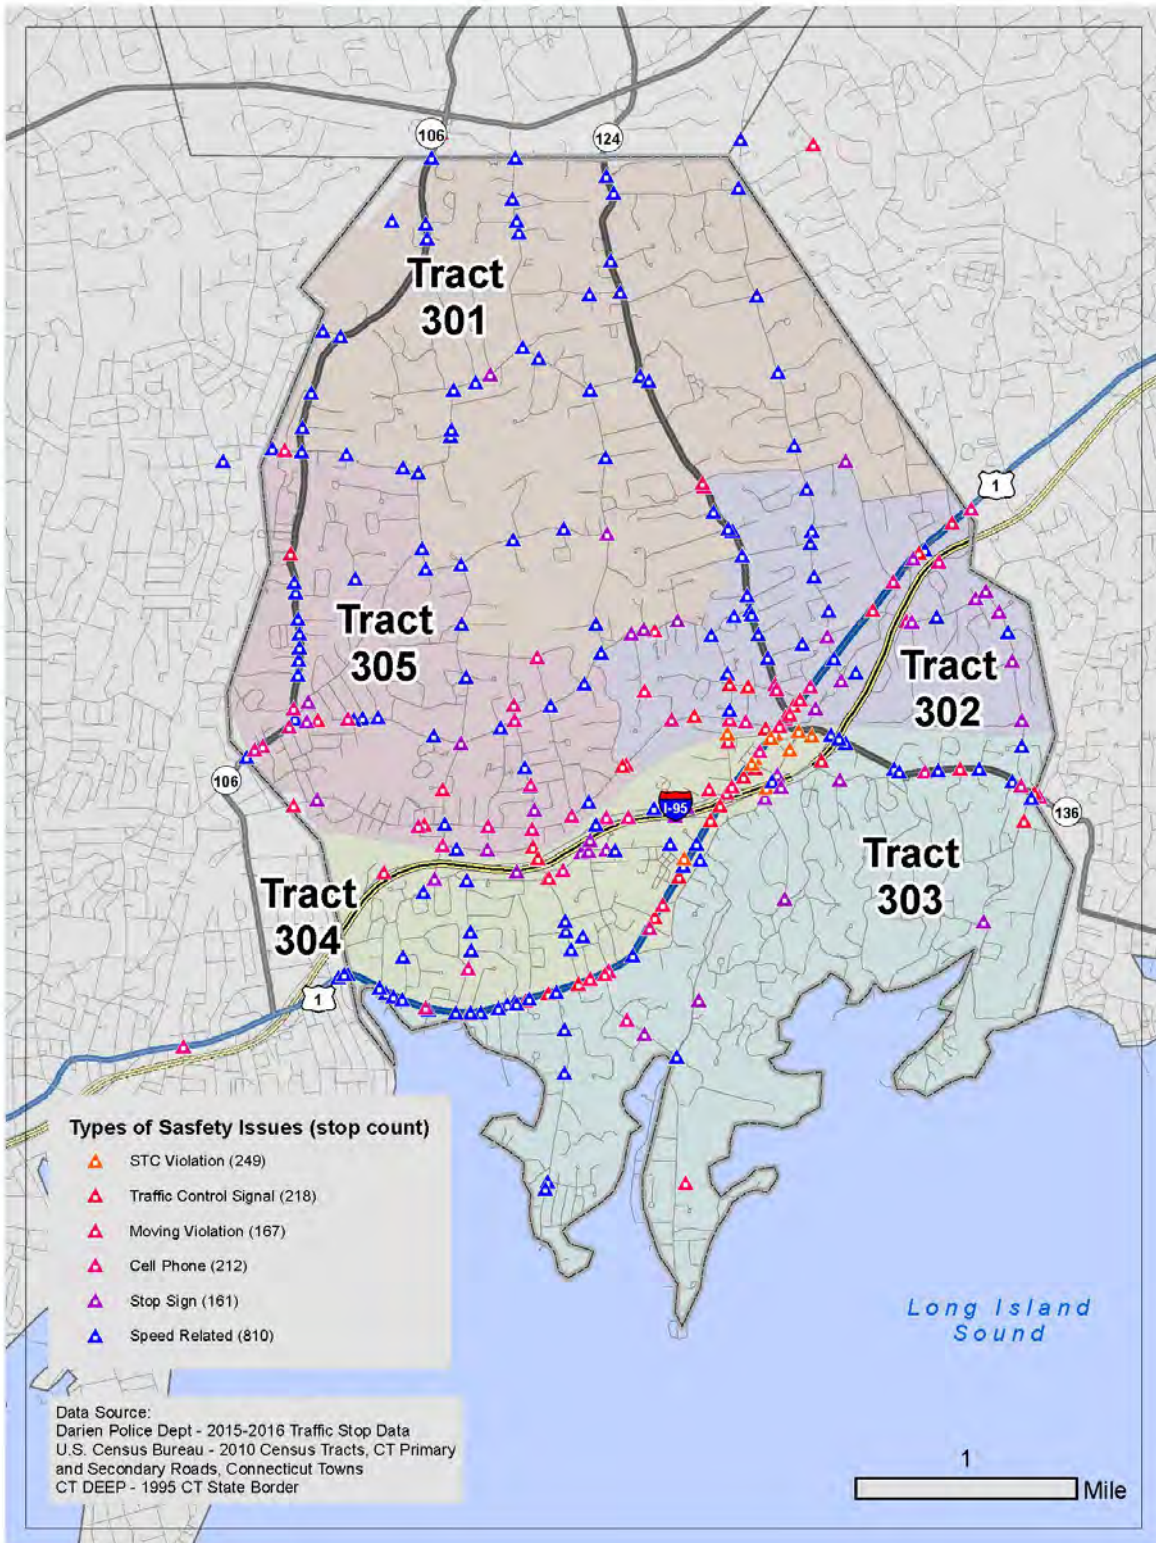 106
124
Tract
301
1
Tract
305
Tract
302
106
I-95
136
Tract
303
Tract
304
1
Types of Sasfety Issues (stop count)
STC Violation (249)
Traffic Control Signal (218)
Moving Violation (167)
Cell Phone (212)
Stop Sign (161)
Speed Related (810)
Long Island
Sound
Data Source:
Darien Police Dept - 2015-2016 Traffic Stop Data
U.S. Census Bureau - 2010 Census Tracts, CT Primary
and Secondary Roads, Connecticut Towns
CT DEEP - 1995 CT State Border
1
Mile